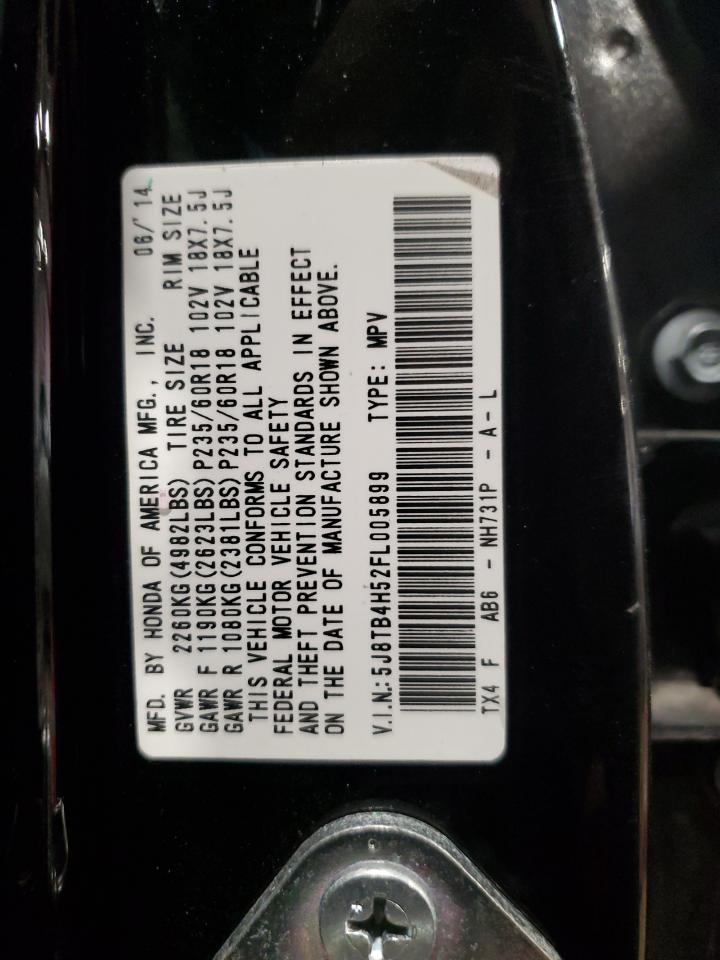 MFD. BY HONDA OF AMERICA MFG., INC. 06/'14
GVWR 2260KG(4982LBS) TIRE SIZE RIM SIZE
GAWR F 1190KG(2623LBS) P235/60R18 102V 18X7.5J
GAWR R 1080KG(2381LBS) P235/60R18 102V 18X7.5J
THIS VEHICLE CONFORMS TO ALL APPLICABLE
FEDERAL MOTOR VEHICLE SAFETY
AND THEFT PREVENTION STANDARDS IN EFFECT
ON THE DATE OF MANUFACTURE SHOWN ABOVE.
V.I.N.: 5J8TB4H52FL005899 TYPE: MPV
TX4 F AB6 - NH731P - A - L